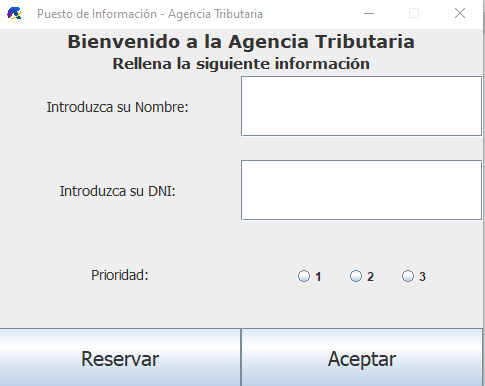 Puesto de Información - Agencia Tributaria
Bienvenido a la Agencia Tributaria
Rellena la siguiente información
Introduzca su Nombre:
Introduzca su DNI:
Prioridad: 1 2 3
Reservar Aceptar